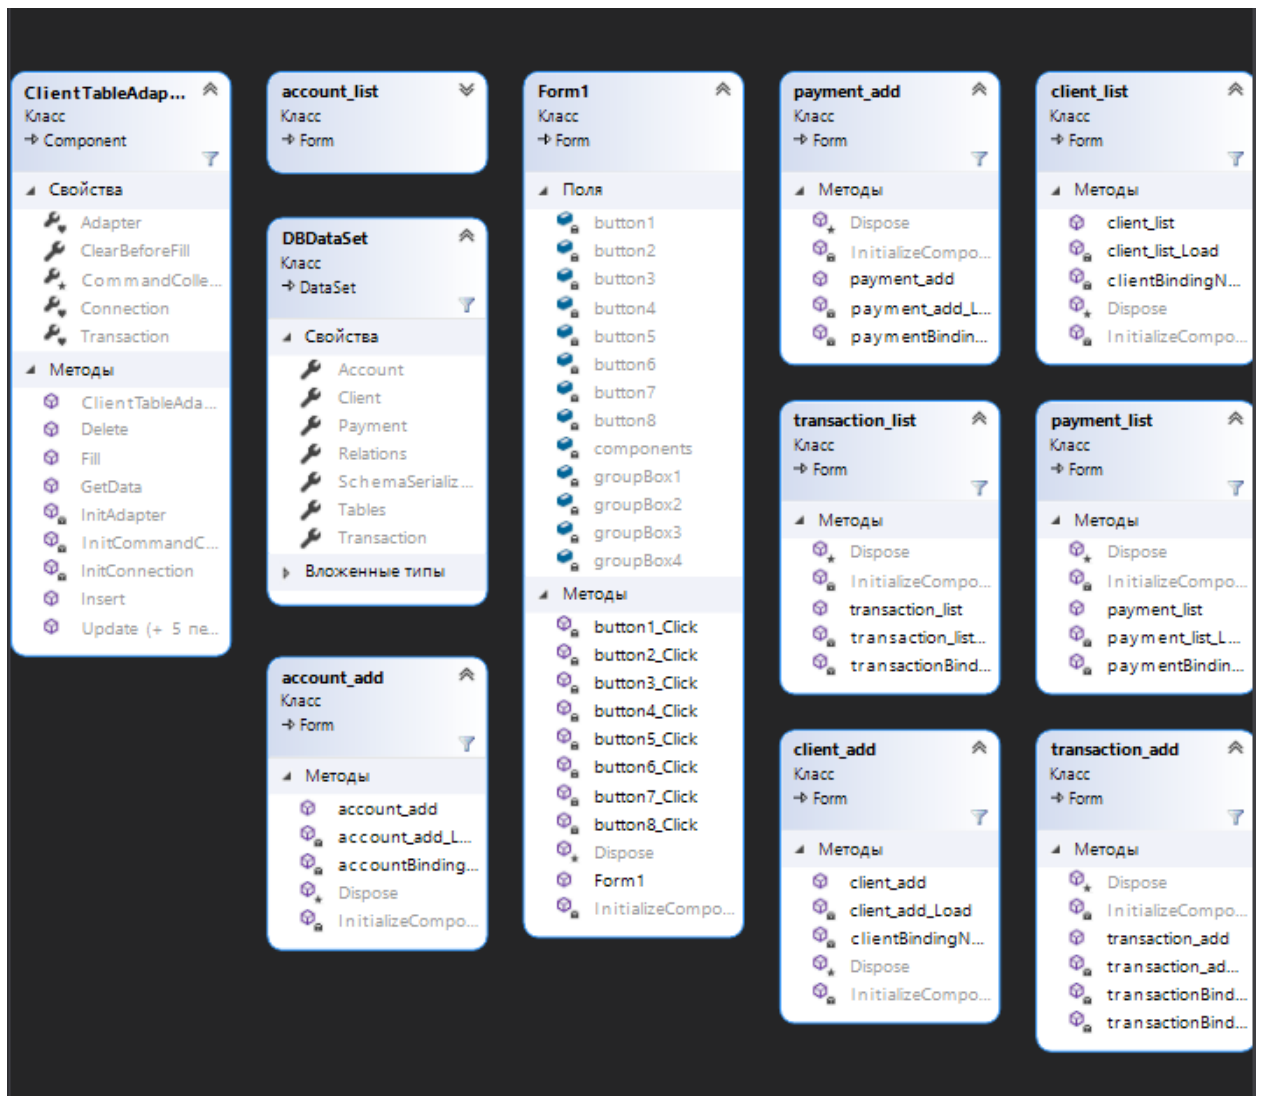 ClientTableAdap...
Класс
Component
Свойства
Adapter
ClearBeforeFill
CommandColle...
Connection
Transaction
Методы
ClientTableAda...
Delete
Fill
GetData
InitAdapter
InitCommandC...
InitConnection
Insert
Update (+ 5 пе...
account_list
Класс
Form
DBDataSet
Класс
DataSet
Свойства
Account
Client
Payment
Relations
SchemaSerializ...
Tables
Transaction
Вложенные типы
account_add
Класс
Form
Методы
account_add
account_add_L...
accountBinding...
Dispose
InitializeCompo...
Form1
Класс
Form
Поля
button1
button2
button3
button4
button5
button6
button7
button8
components
groupBox1
groupBox2
groupBox3
groupBox4
Методы
button1_Click
button2_Click
button3_Click
button4_Click
button5_Click
button6_Click
button7_Click
button8_Click
Dispose
Form1
InitializeCompo...
payment_add
Класс
Form
Методы
Dispose
InitializeCompo...
payment_add
payment_add_L...
paymentBindin...
transaction_list
Класс
Form
Методы
Dispose
InitializeCompo...
transaction_list
transaction_list...
transactionBind...
client_add
Класс
Form
Методы
client_add
client_add_Load
clientBindingN...
Dispose
InitializeCompo...
client_list
Класс
Form
Методы
client_list
client_list_Load
clientBindingN...
Dispose
InitializeCompo...
payment_list
Класс
Form
Методы
Dispose
InitializeCompo...
payment_list
payment_list_L...
paymentBindin...
transaction_add
Класс
Form
Методы
Dispose
InitializeCompo...
transaction_add
transaction_ad...
transactionBind...
transactionBind...